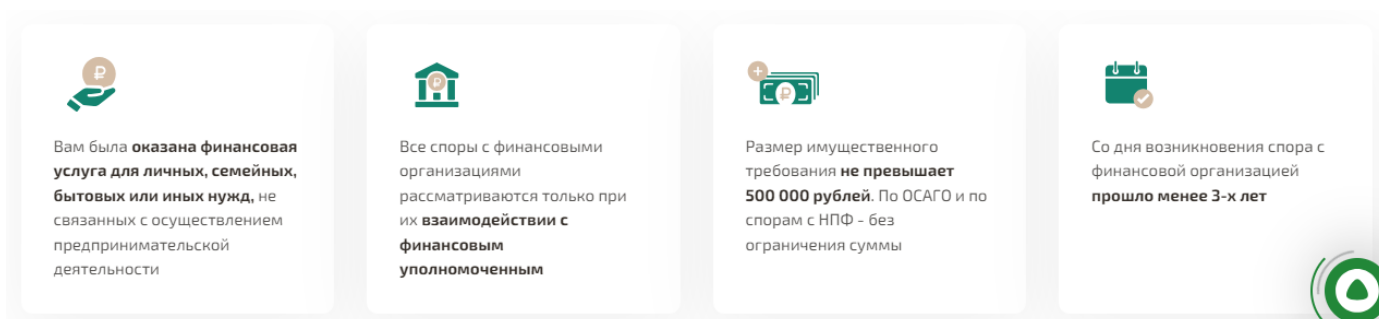 Вам была оказана финансовая
услуга для личных, семейных,
бытовых или иных нужд, не
связанных с осуществлением
предпринимательской
деятельности
Все споры с финансовыми
организациями
рассматриваются только при
их взаимодействии с
финансовым
уполномоченным
Размер имущественного
требования не превышает
500 000 рублей. По ОСАГО и по
спорам с НПФ - без
ограничения суммы
Со дня возникновения спора с
финансовой организацией
прошло менее 3-х лет